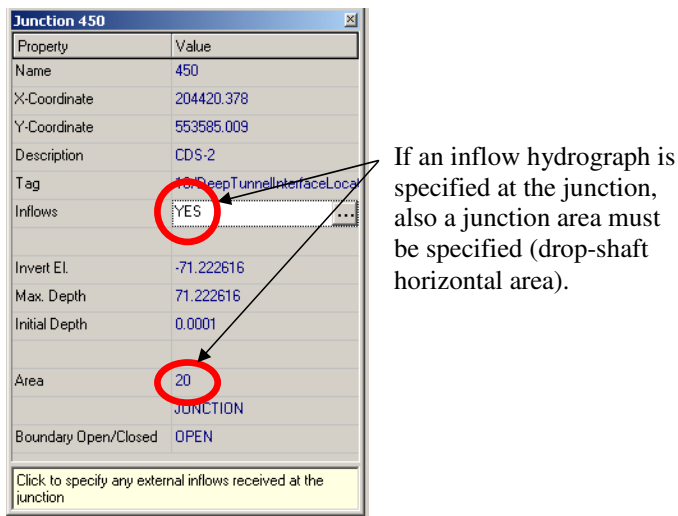 Junction 450
Property Value
Name 450
X-Coordinate 204420.378
Y-Coordinate 553585.009
Description CDS-2
Tag 10/DeepTunnelInterfaceLocat
Inflows YES ...
Invert El. -71.222616
Max. Depth 71.222616
Initial Depth 0.0001
Area 20
JUNCTION
Boundary Open/Closed OPEN
Click to specify any external inflows received at the
junction
If an inflow hydrograph is
specified at the junction,
also a junction area must
be specified (drop-shaft
horizontal area).